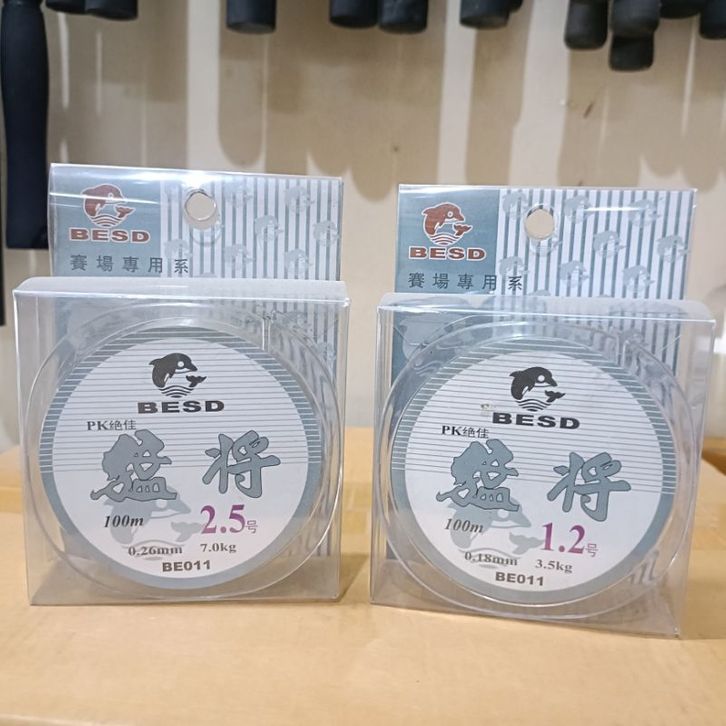 BESD
賽場專用系
BESD
PK绝佳
猛将
100m
2.5号
0.26mm 7.0kg
BE011
BESD
賽場專用系
BESD
PK绝佳
猛将
100m
1.2号
0.18mm 3.5kg
BE011